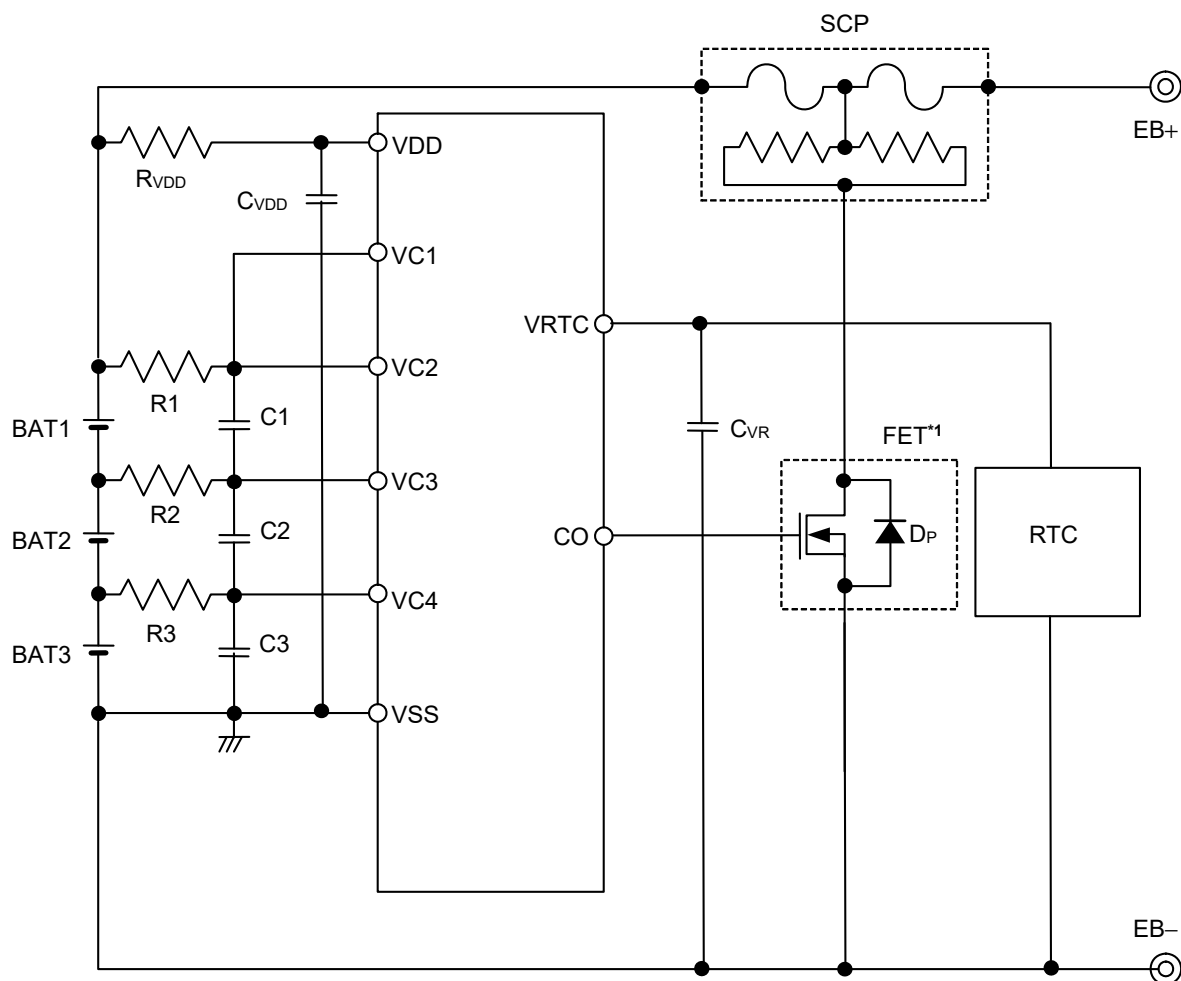 SCP
EB+
VDD
RVDD
CVDD
VC1
VRTC
VC2
R1
C1
BAT1
CVR
FET*1
VC3
R2
C2
BAT2
CO
DP
RTC
VC4
R3
C3
BAT3
VSS
EB−